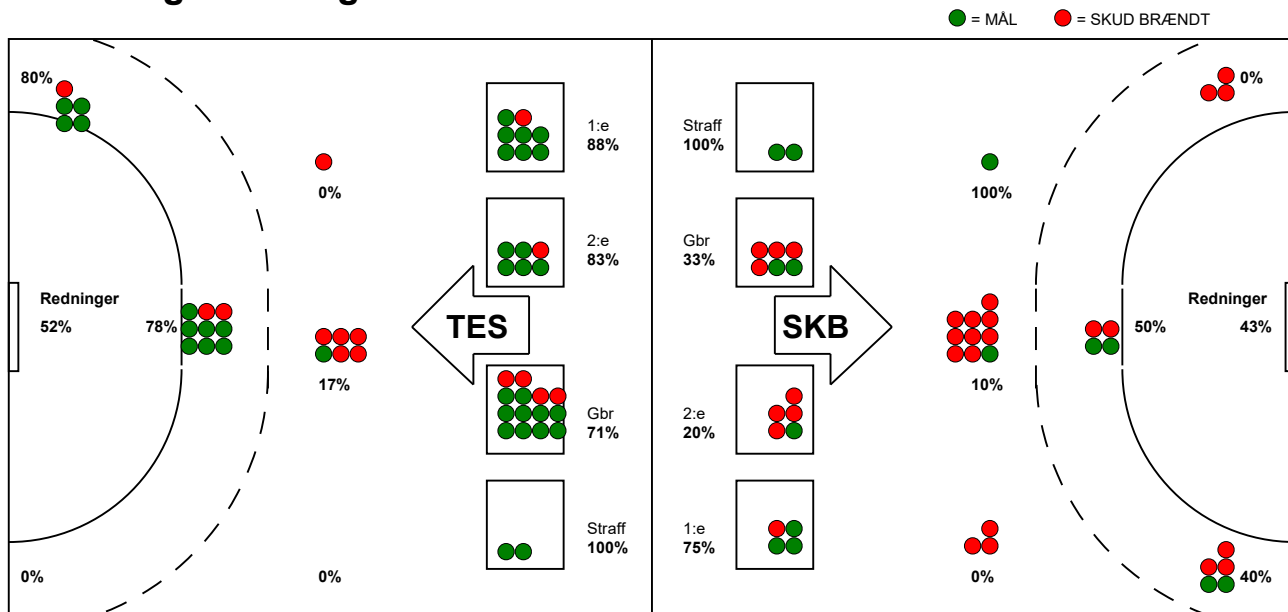 = MÅL = SKUD BRÆNDT
80%
0%
Redninger
52%
78%
17%
0%
0%
TES
1:e
88%
2:e
83%
Gbr
71%
Straff
100%
Straff
100%
Gbr
33%
SKB
2:e
20%
1:e
75%
0%
100%
10%
50%
Redninger
43%
0%
40%